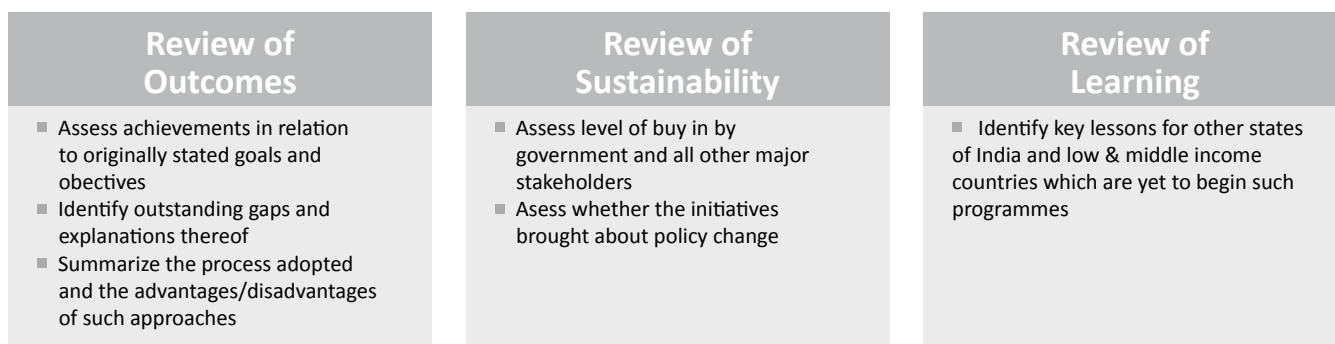 Review of
Outcomes
Assess achievements in relation
to originally stated goals and
obectives
Identify outstanding gaps and
explanations thereof
Summarize the process adopted
and the advantages/disadvantages
of such approaches
Review of
Sustainability
Assess level of buy in by
government and all other major
stakeholders
Asess whether the initiatives
brought about policy change
Review of
Learning
Identify key lessons for other states
of India and low & middle income
countries which are yet to begin such
programmes